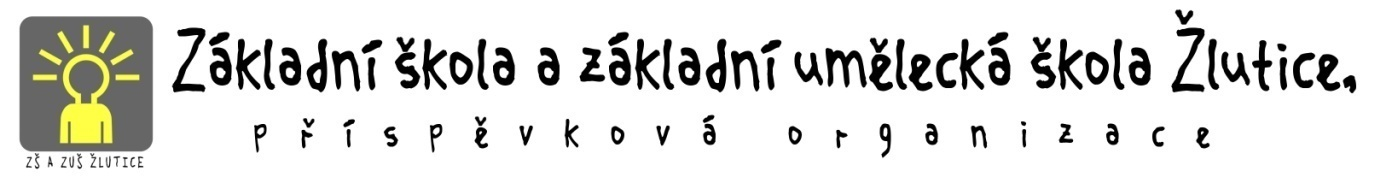 Základní škola a základní umělecká škola Žlutice,
příspěvková organizace
ZŠ A ZUŠ ŽLUTICE